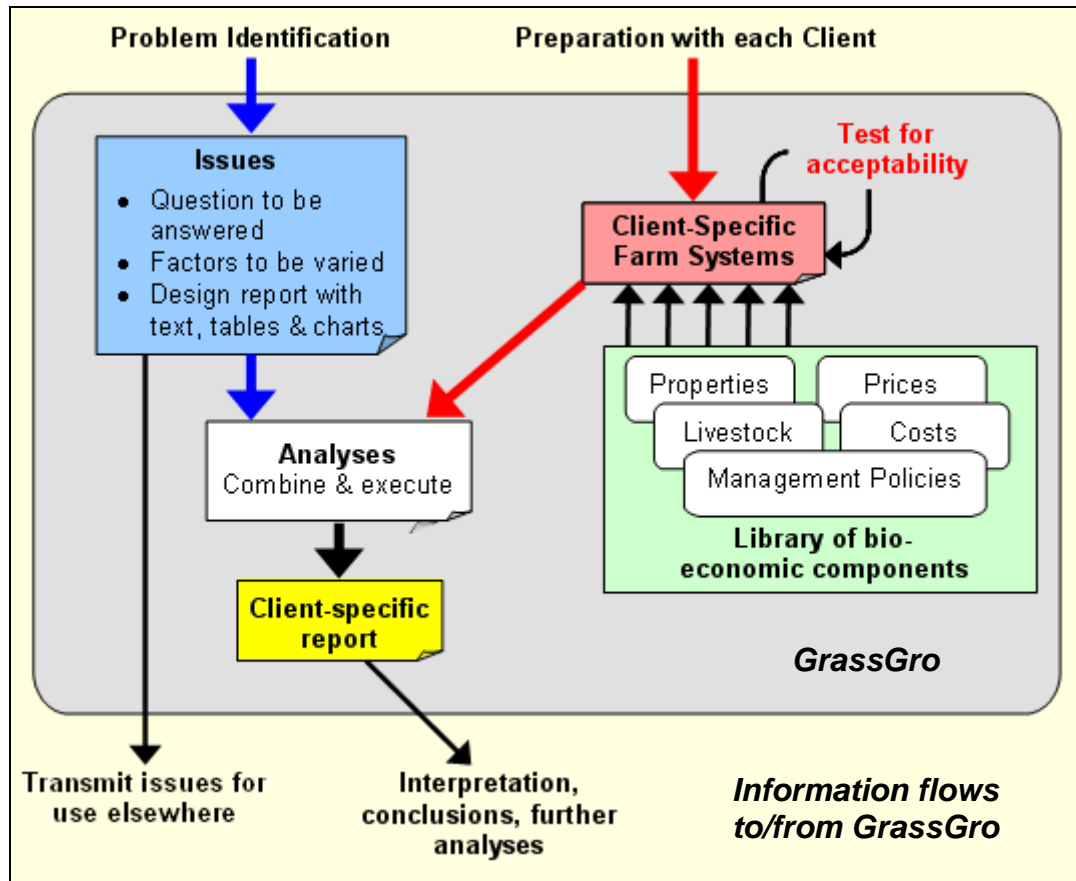 Problem Identification
Preparation with each Client
Issues
• Question to be
answered
• Factors to be varied
• Design report with
text, tables & charts
Test for
acceptability
Client-Specific
Farm Systems
Properties
Prices
Livestock
Costs
Management Policies
Library of bio-
economic components
Analyses
Combine & execute
Client-specific
report
GrassGro
Transmit issues for
use elsewhere
Interpretation,
conclusions, further
analyses
Information flows
to/from GrassGro